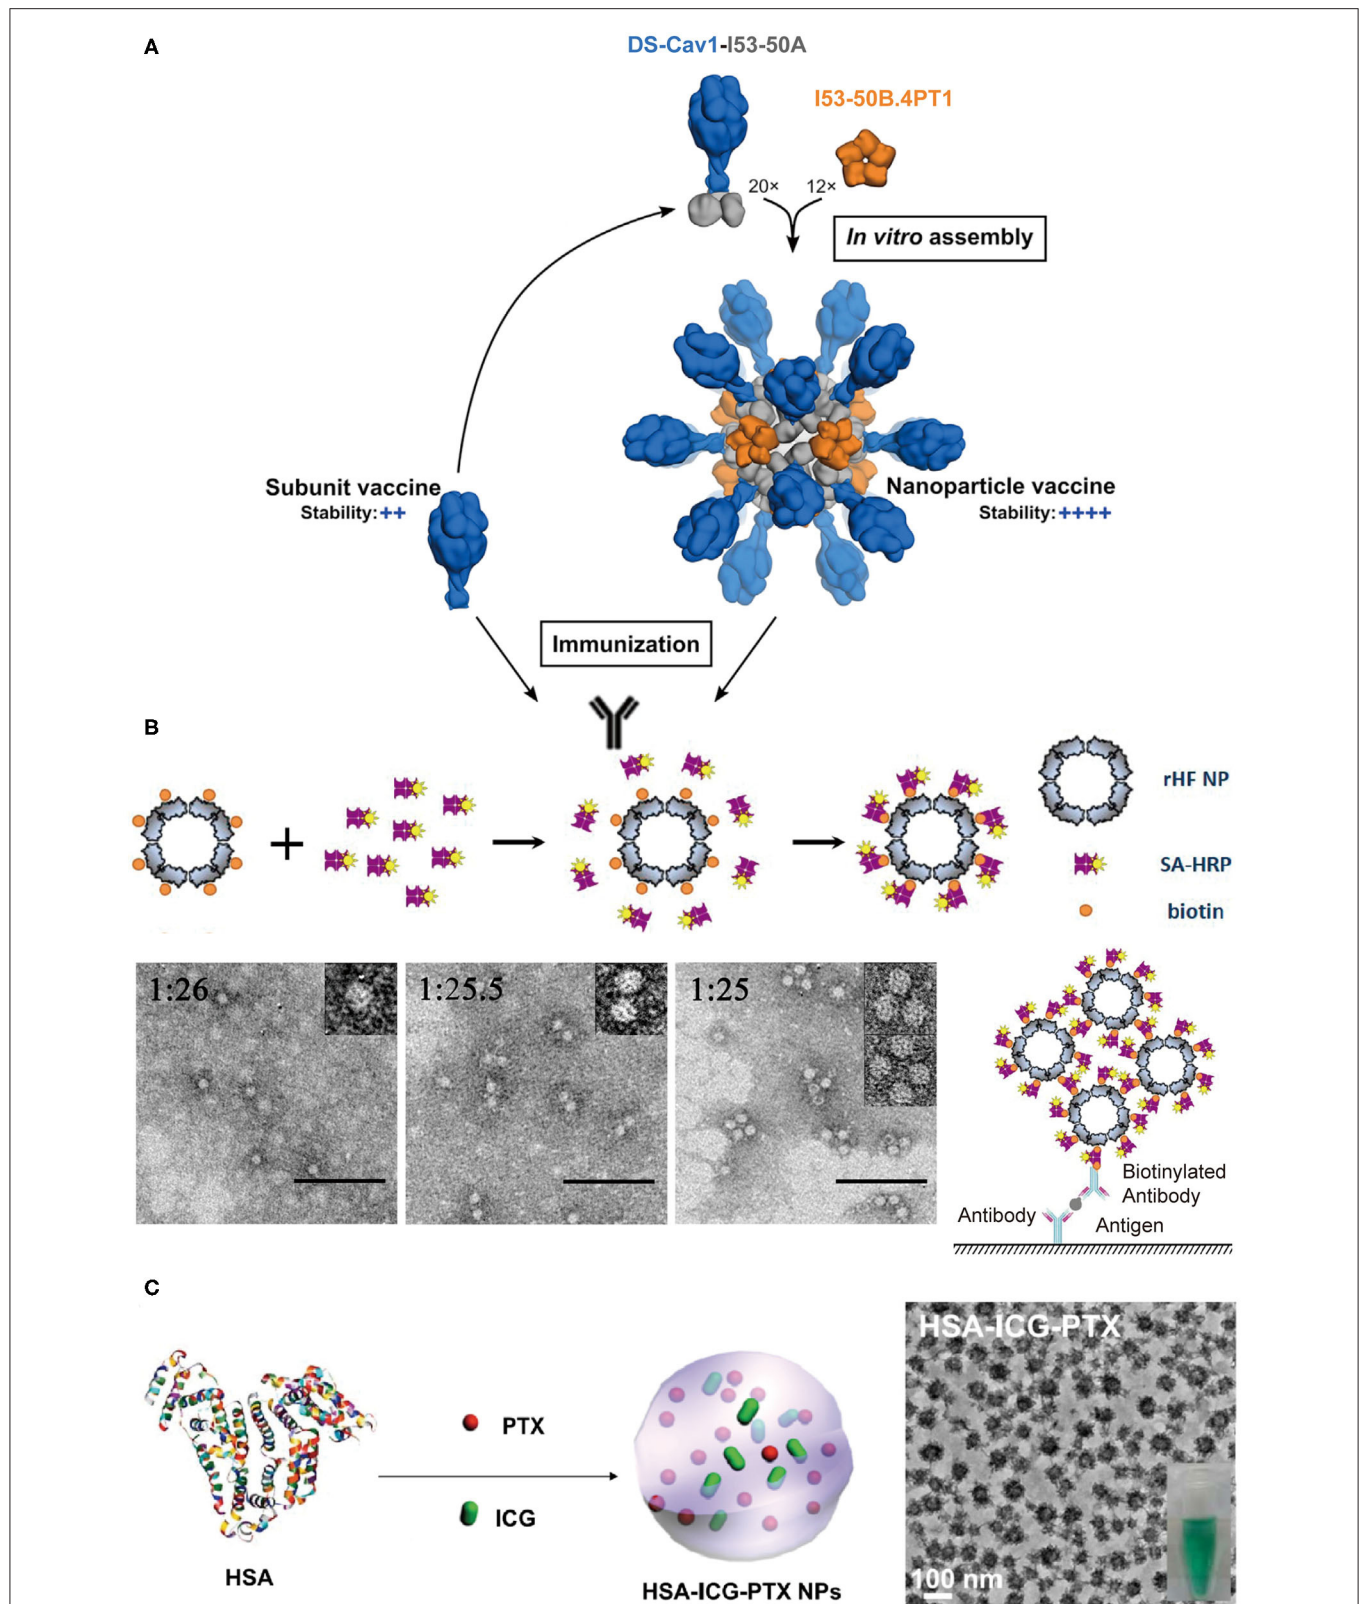 A
DS-Cav1-I53-50A
I53-50B.4PT1
20×
12×
In vitro assembly
Subunit vaccine
Stability:++
Nanoparticle vaccine
Stability:++++
Immunization
B
+
rHF NP
SA-HRP
biotin
1:26
1:25.5
1:25
Biotinylated
Antibody
Antibody
Antigen
C
HSA-ICG-PTX
PTX
ICG
HSA
HSA-ICG-PTX NPs
100 nm